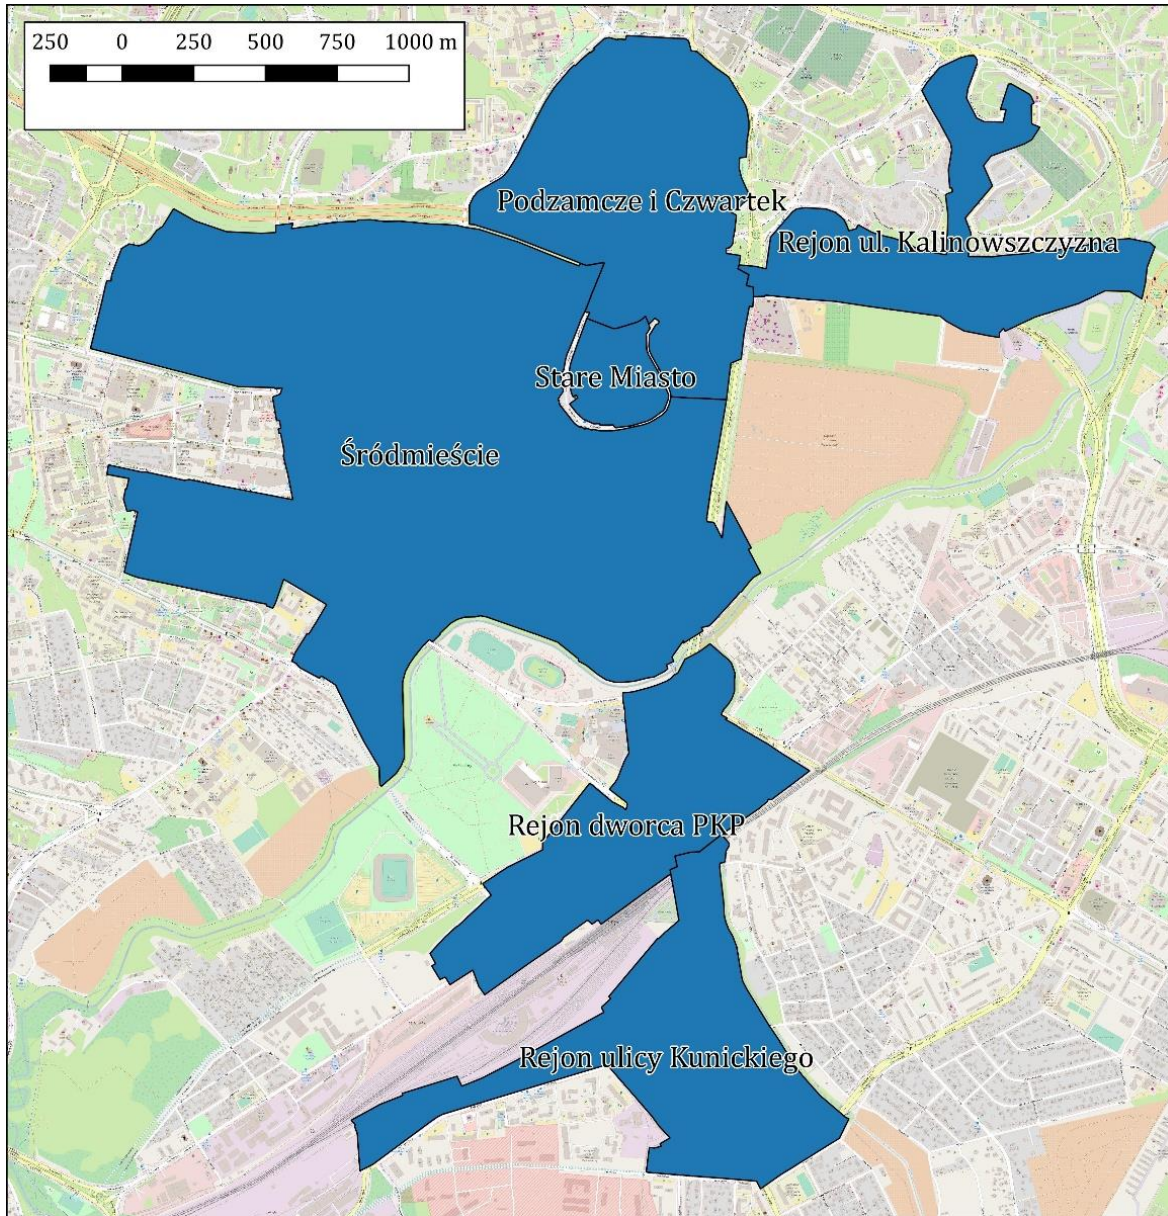 250 0 250 500 750 1000 m
Podzamcze i Czwartek
Rejon ul. Kalinowszczyzna
Stare Miasto
Śródmieście
Rejon dworca PKP
Rejon ulicy Kunickiego